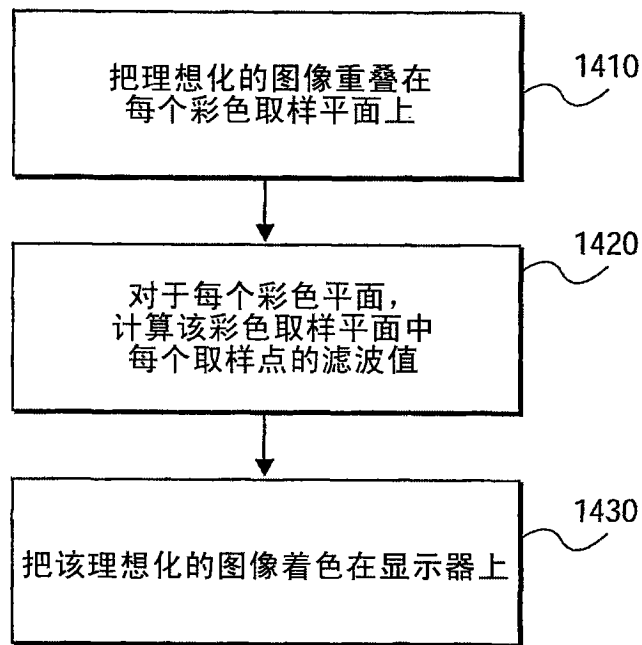 把理想化的图像重叠在
每个彩色取样平面上
1410
对于每个彩色平面，
计算该彩色取样平面中
每个取样点的滤波值
1420
把该理想化的图像着色在显示器上
1430